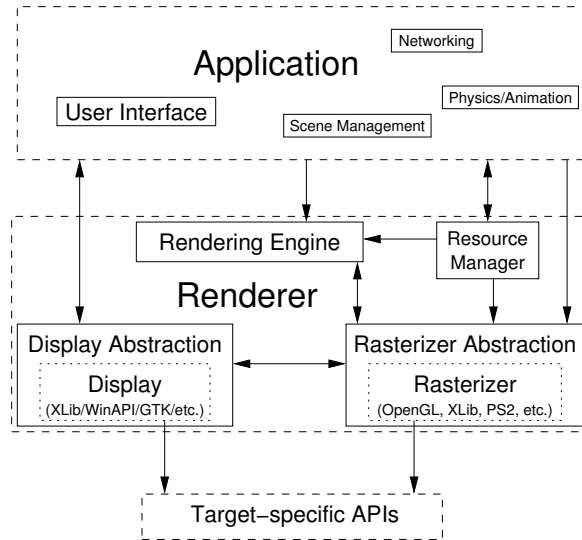 Networking
Application
Physics/Animation
User Interface
Scene Management
Rendering Engine
Resource
Manager
Renderer
Display Abstraction
Rasterizer Abstraction
Display
Rasterizer
(XLib/WinAPI/GTK/etc.)
(OpenGL, XLib, PS2, etc.)
Target−specific APIs